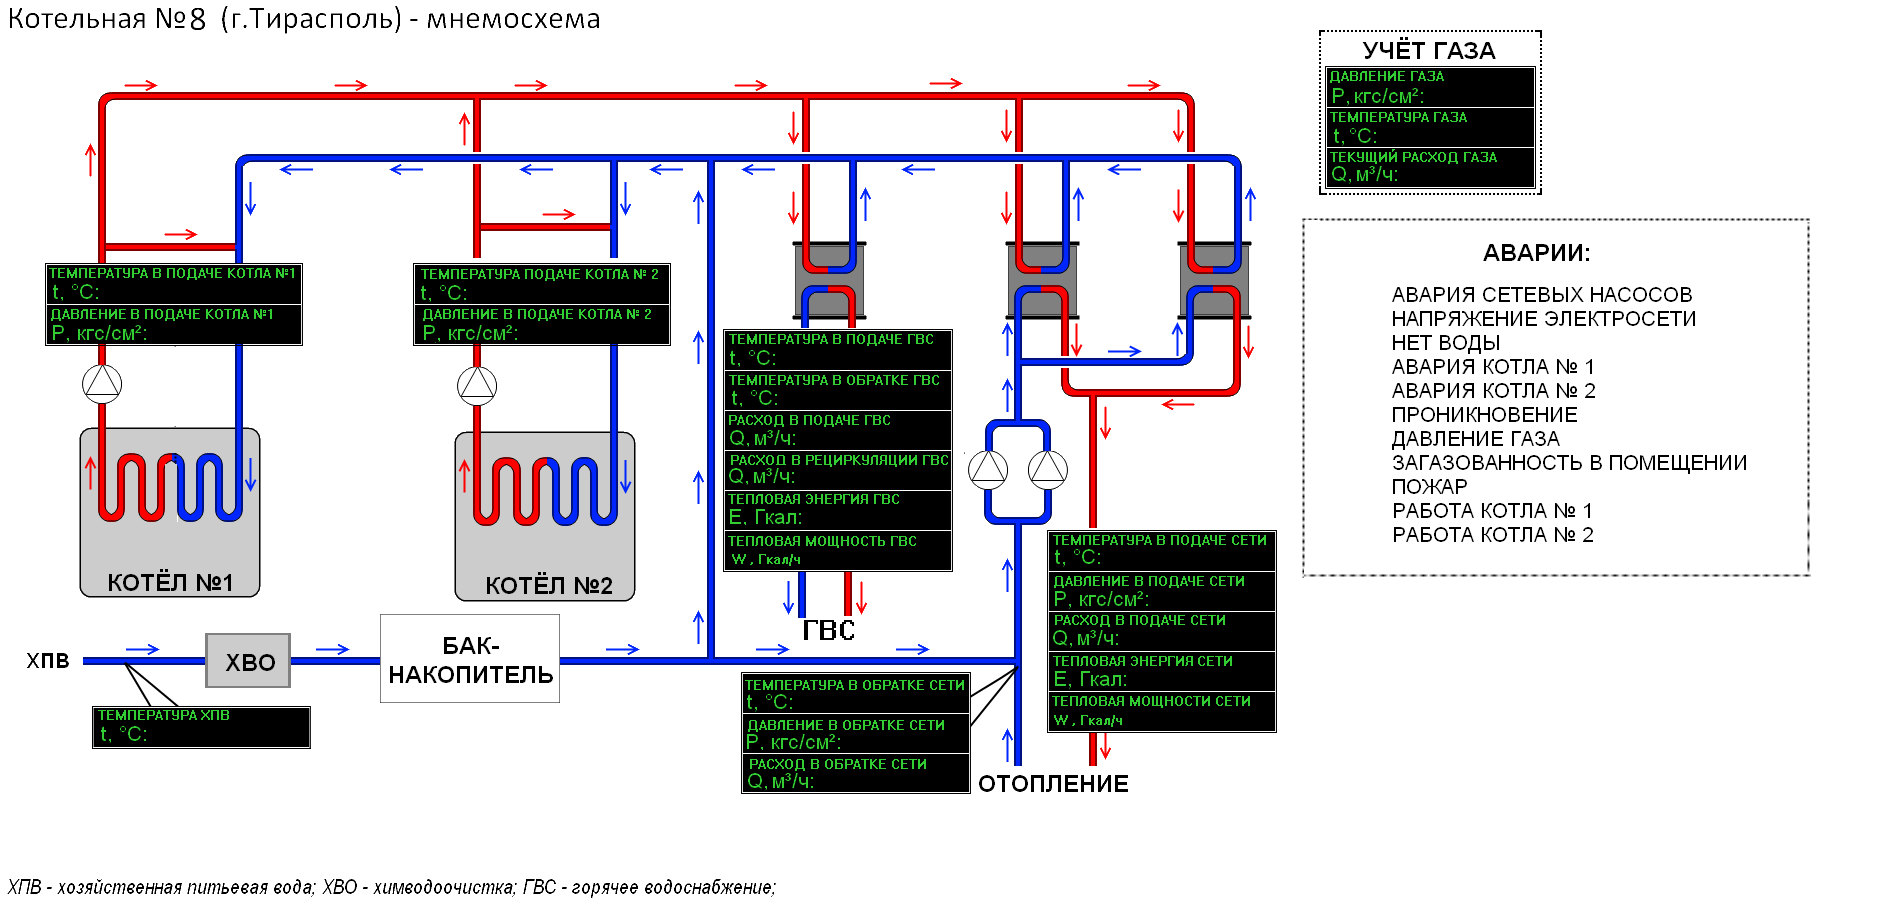 Котельная №8 (г.Тирасполь) - мнемосхема
УЧЁТ ГАЗА
ДАВЛЕНИЕ ГАЗА
P, кгс/см²:
ТЕМПЕРАТУРА ГАЗА
t, °C:
ТЕКУЩИЙ РАСХОД ГАЗА
Q, м³/ч:
АВАРИИ:
АВАРИЯ СЕТЕВЫХ НАСОСОВ
НАПРЯЖЕНИЕ ЭЛЕКТРОСЕТИ
НЕТ ВОДЫ
АВАРИЯ КОТЛА № 1
АВАРИЯ КОТЛА № 2
ПРОНИКНОВЕНИЕ
ДАВЛЕНИЕ ГАЗА
ЗАГАЗОВАННОСТЬ В ПОМЕЩЕНИИ
ПОЖАР
РАБОТА КОТЛА № 1
РАБОТА КОТЛА № 2
ТЕМПЕРАТУРА В ПОДАЧЕ КОТЛА №1
t, °C:
ДАВЛЕНИЕ В ПОДАЧЕ КОТЛА №1
P, кгс/см²:
ТЕМПЕРАТУРА ПОДАЧЕ КОТЛА № 2
t, °C:
ДАВЛЕНИЕ В ПОДАЧЕ КОТЛА № 2
P, кгс/см²:
ТЕМПЕРАТУРА В ПОДАЧЕ ГВС
t, °C:
ТЕМПЕРАТУРА В ОБРАТКЕ ГВС
t, °C:
РАСХОД В ПОДАЧЕ ГВС
Q, м³/ч:
РАСХОД В РЕЦИРКУЛЯЦИИ ГВС
Q, м³/ч:
ТЕПЛОВАЯ ЭНЕРГИЯ ГВС
E, Гкал:
ТЕПЛОВАЯ МОЩНОСТЬ ГВС
W , Гкал/ч
КОТЁЛ №1
КОТЁЛ №2
ГВС
ТЕМПЕРАТУРА В ПОДАЧЕ СЕТИ
t, °C:
ДАВЛЕНИЕ В ПОДАЧЕ СЕТИ
P, кгс/см²:
РАСХОД В ПОДАЧЕ СЕТИ
Q, м³/ч:
ТЕПЛОВАЯ ЭНЕРГИЯ СЕТИ
E, Гкал:
ТЕПЛОВАЯ МОЩНОСТИ СЕТИ
W , Гкал/ч
ХПВ
ХВО
БАК-
НАКОПИТЕЛЬ
ТЕМПЕРАТУРА ХПВ
t, °C:
ТЕМПЕРАТУРА В ОБРАТКЕ СЕТИ
t, °C:
ДАВЛЕНИЕ В ОБРАТКЕ СЕТИ
P, кгс/см²:
РАСХОД В ОБРАТКЕ СЕТИ
Q, м³/ч:
ОТОПЛЕНИЕ
ХПВ - хозяйственная питьевая вода; ХВО - химводоочистка; ГВС - горячее водоснабжение;